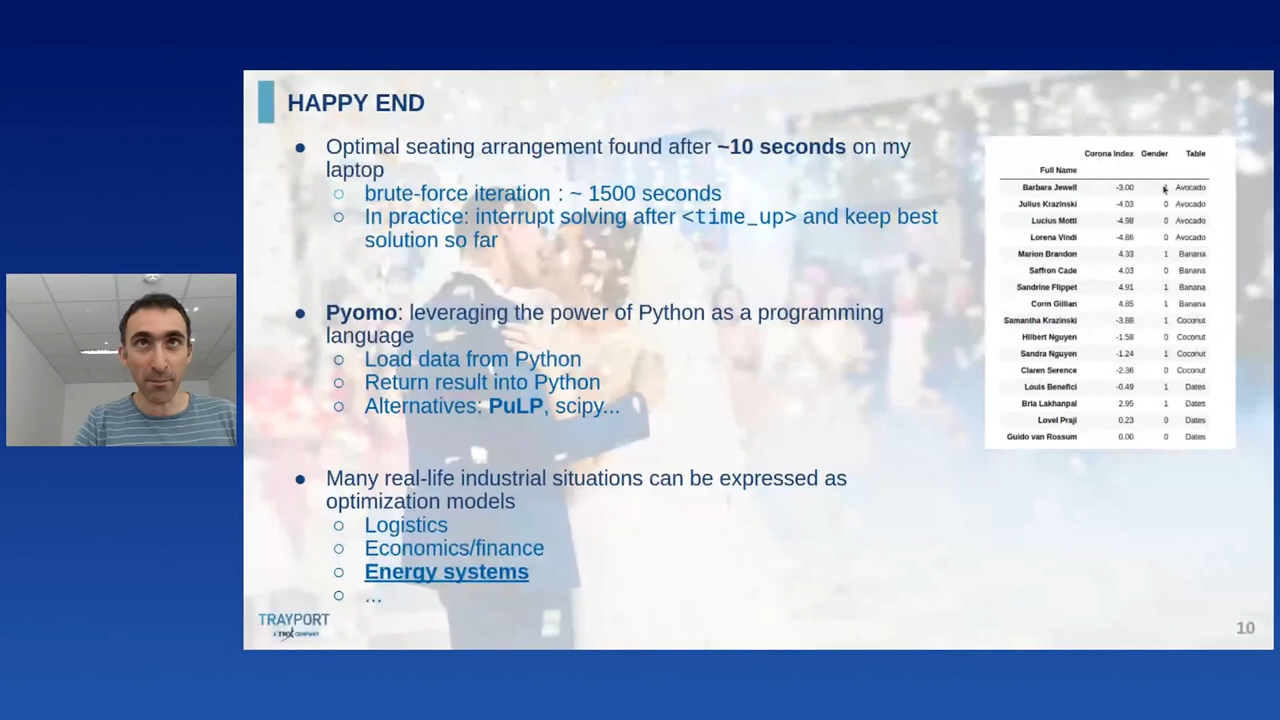 HAPPY END
● Optimal seating arrangement found after ~10 seconds on my
laptop
○ brute-force iteration : ~ 1500 seconds
○ In practice: interrupt solving after <time_up> and keep best
solution so far
● Pyomo: leveraging the power of Python as a programming
language
○ Load data from Python
○ Return result into Python
○ Alternatives: PuLP, scipy...
● Many real-life industrial situations can be expressed as
optimization models
○ Logistics
○ Economics/finance
○ Energy systems
○ ...
Corona Index Gender Table
Full Name
Barbara Jewell -3.00 Avocado
Julius Krazinski -4.03 0 Avocado
Lucius Motti -4.98 0 Avocado
Lorena Vindi -4.86 0 Avocado
Marion Brandon 4.33 1 Banana
Saffron Cade 4.03 0 Banana
Sandrine Flippet 4.91 1 Banana
Corin Gillian 4.85 1 Banana
Samantha Krazinski -3.88 1 Coconut
Hilbert Nguyen -1.58 0 Coconut
Sandra Nguyen -1.24 1 Coconut
Claren Serence -2.36 0 Coconut
Louis Benefici -0.49 1 Dates
Bria Lakhanpal 2.95 1 Dates
Lovel Praji 0.23 0 Dates
Guido van Rossum 0.00 0 Dates
TRAYPORT
A TMX COMPANY
10